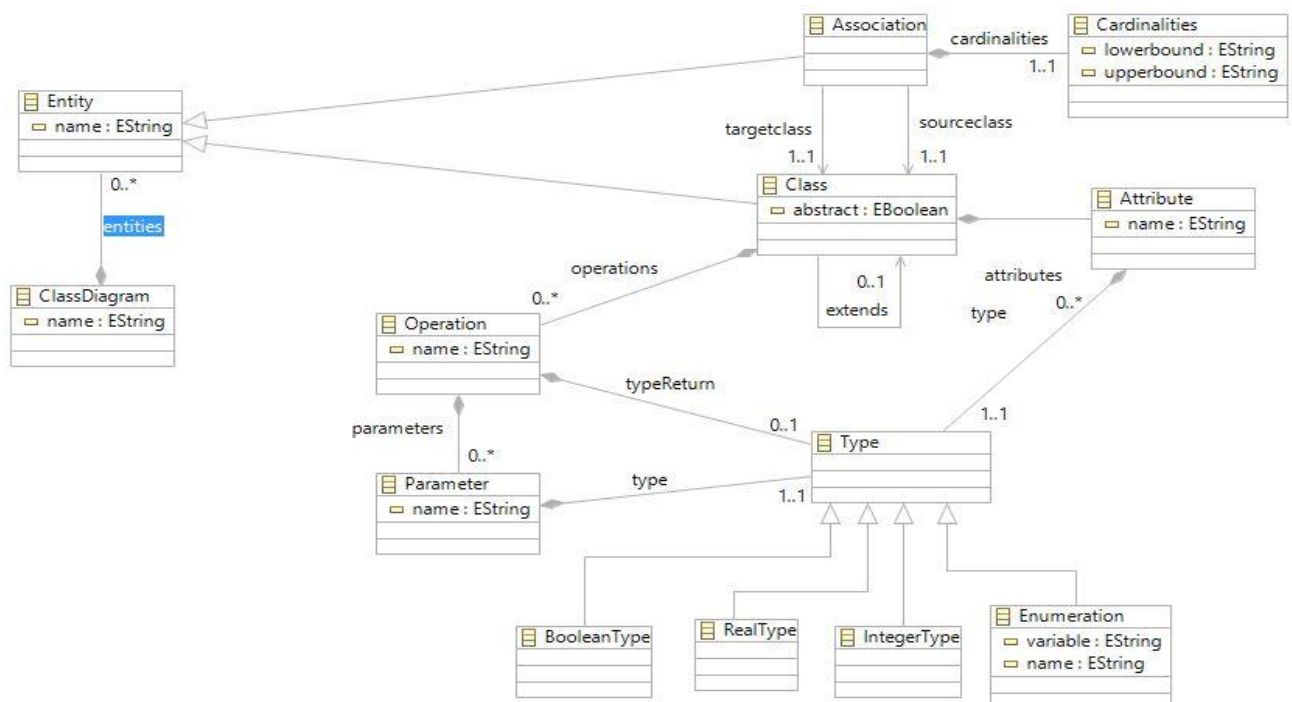 Association
cardinalities
1..1
Cardinalities
lowerbound : EString
upperbound : EString
Entity
name : EString
0..*
entities
ClassDiagram
name : EString
targetclass
1..1
sourceclass
1..1
Class
abstract : EBoolean
Attribute
name : EString
operations
0..*
0..1
extends
attributes
0..*
type
1..1
Operation
name : EString
typeReturn
0..1
parameters
0..*
Type
Parameter
name : EString
type
1..1
BooleanType
RealType
IntegerType
Enumeration
variable : EString
name : EString